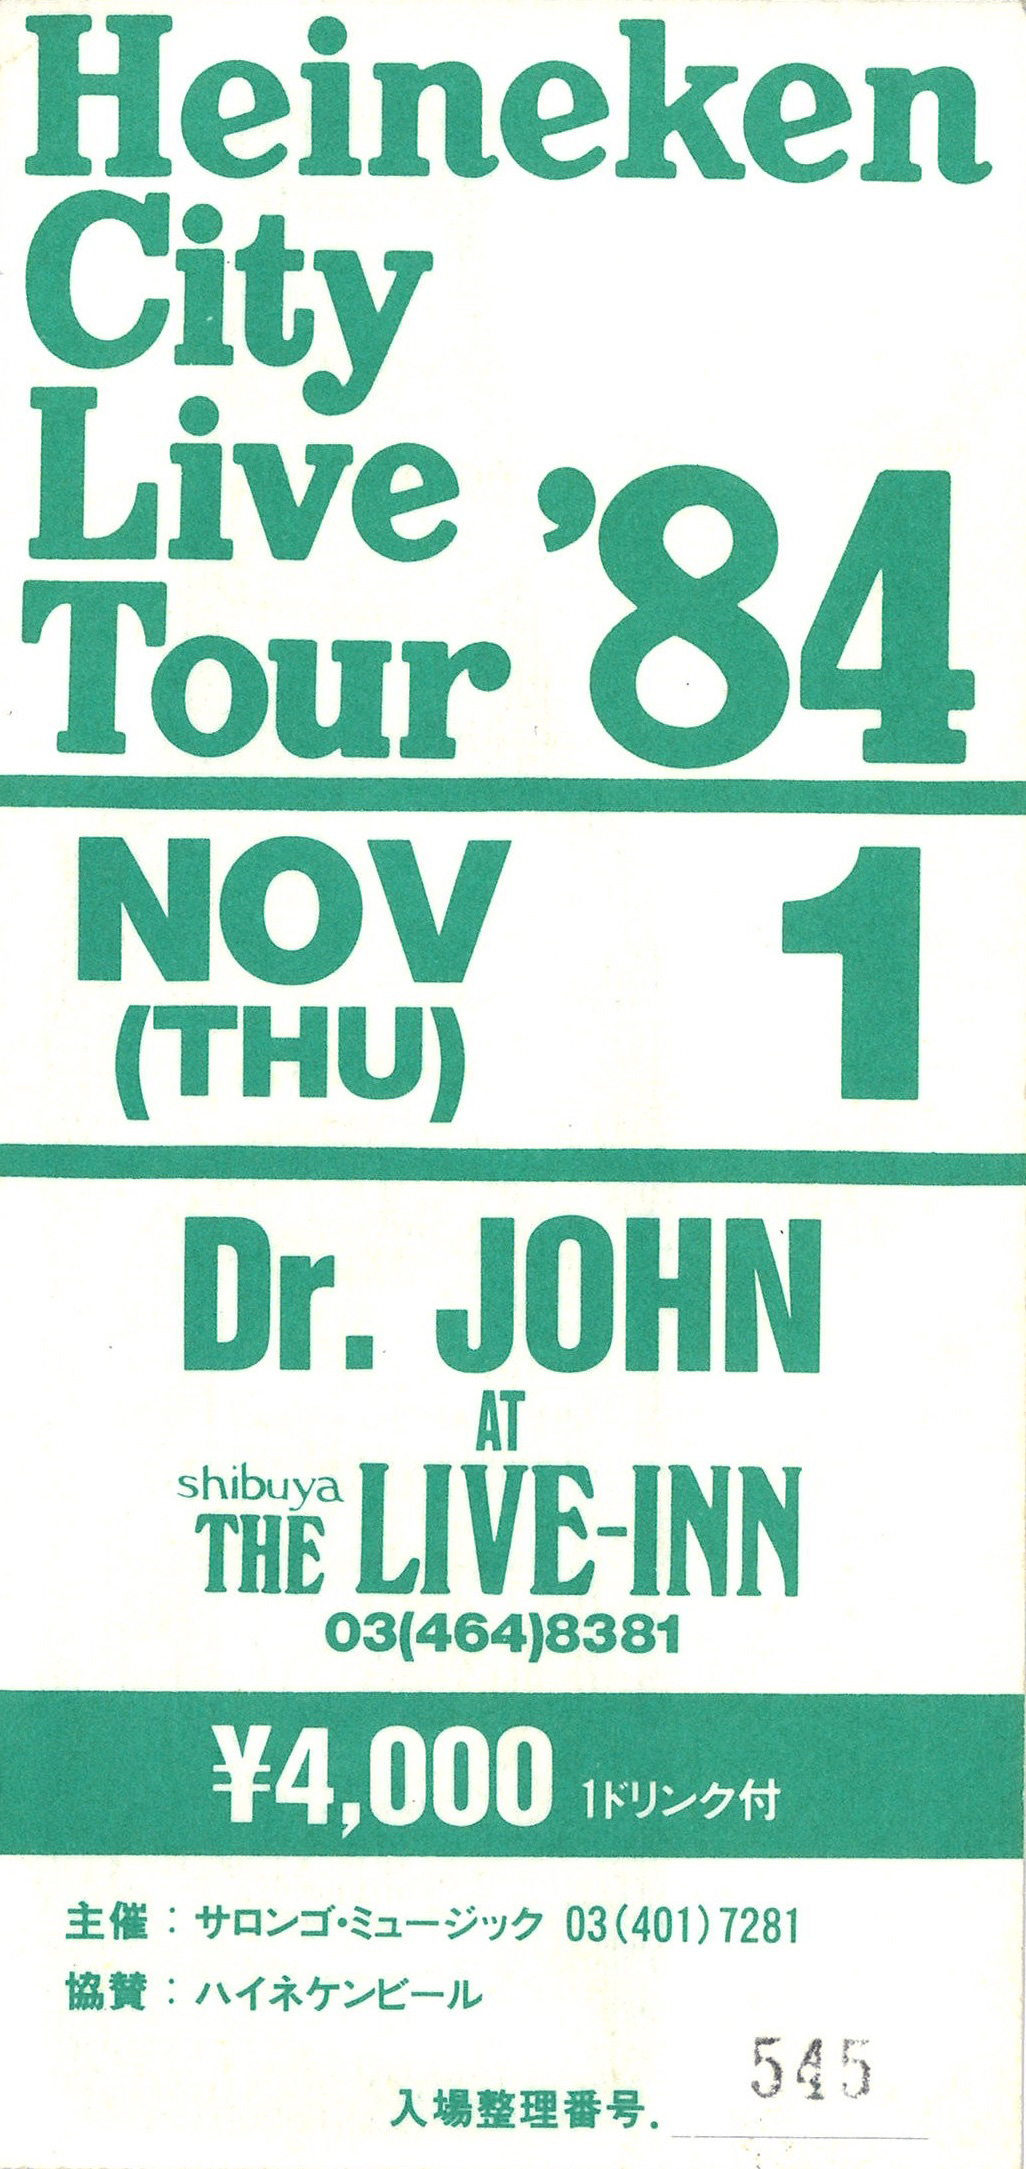 Heineken
City
Live
Tour '84
NOV 1
(THU)
Dr. JOHN
AT
shibuya
THE LIVE-INN
03(464)8381
¥4,000 1ドリンク付
主催：サロンゴ・ミュージック 03(401)7281
協賛：ハイネケンビール
545
入場整理番号.